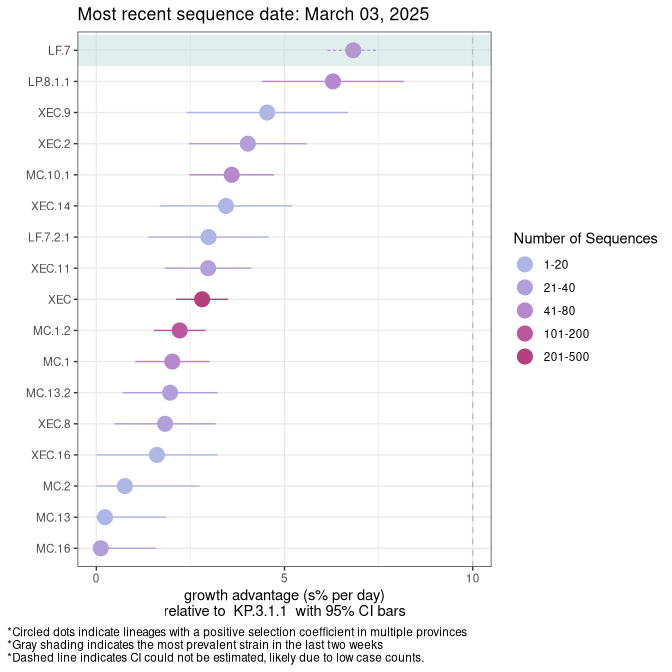 Most recent sequence date: March 03, 2025
LF.7
LP.8.1.1
XEC.9
XEC.2
MC.10.1
XEC.14
LF.7.2.1
XEC.11
XEC
MC.1.2
MC.1
MC.13.2
XEC.8
XEC.16
MC.2
MC.13
MC.16
0 5 10
growth advantage (s% per day)
relative to KP.3.1.1 with 95% CI bars
Number of Sequences
1-20
21-40
41-80
101-200
201-500
*Circled dots indicate lineages with a positive selection coefficient in multiple provinces
*Gray shading indicates the most prevalent strain in the last two weeks
*Dashed line indicates CI could not be estimated, likely due to low case counts.